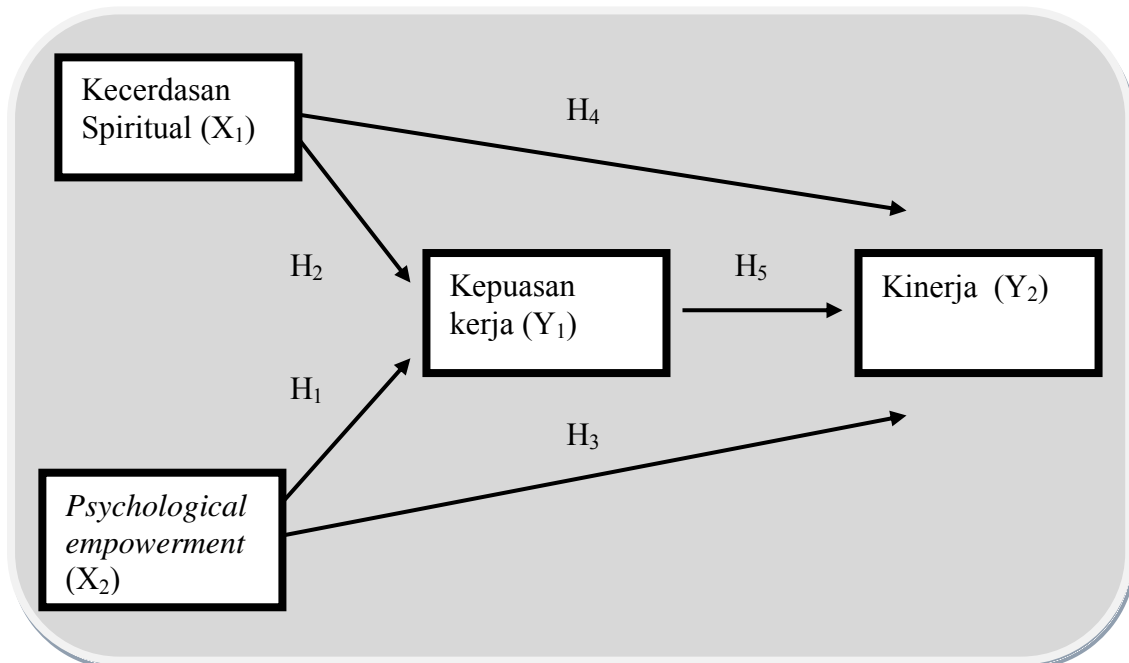 Kecerdasan
Spiritual (X₁)
H₄
H₂
Kepuasan
kerja (Y₁)
H₅
Kinerja (Y₂)
H₁
H₃
Psychological
empowerment
(X₂)